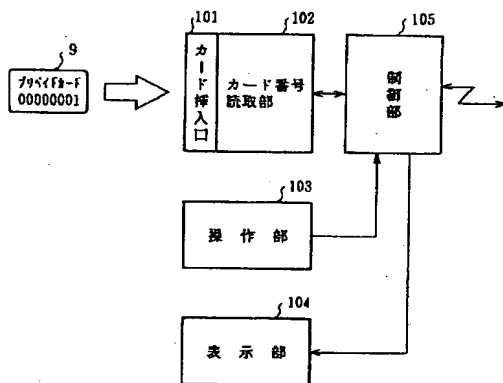 9
プリペイドカード
00000001
101
102
105
カード挿入口
カード番号
読取部
制御部
103
操作部
104
表示部